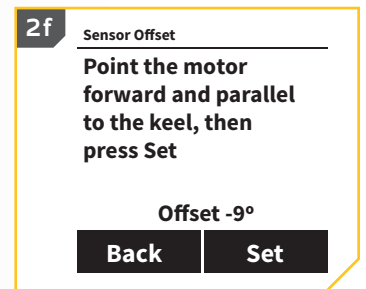 2f
Sensor Offset
Point the motor
forward and parallel
to the keel, then
press Set
Offset -9º
Back Set